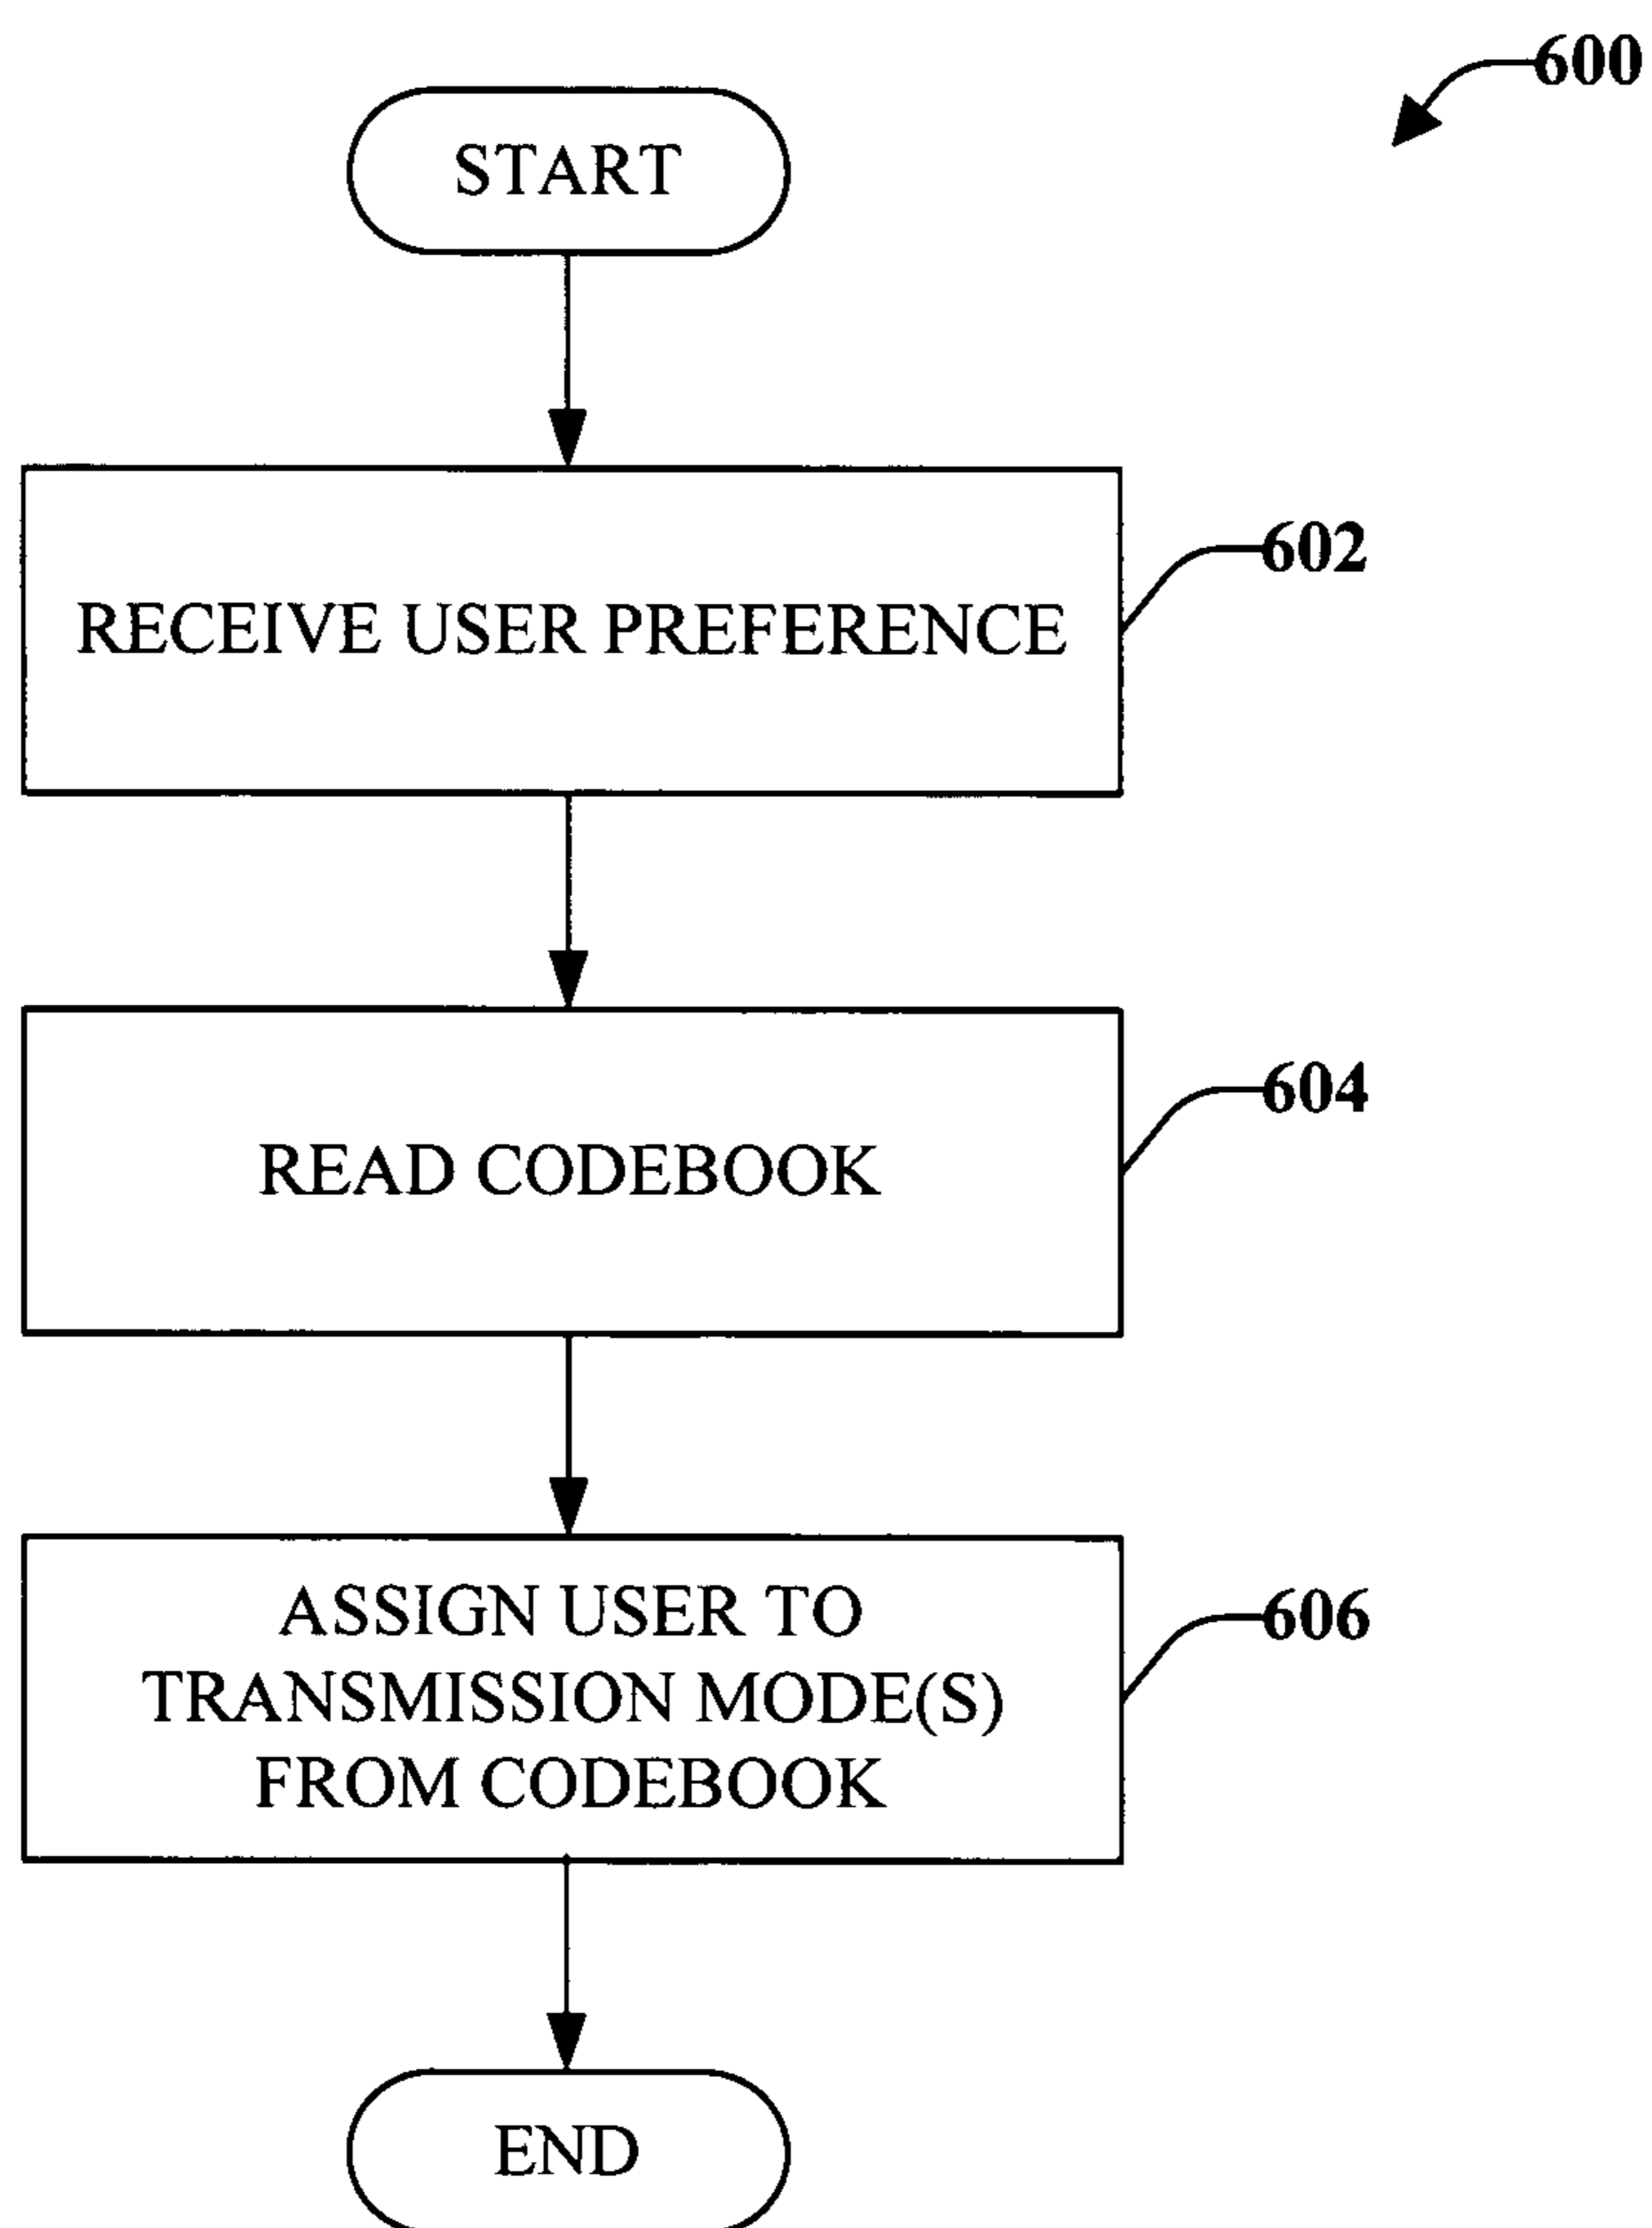 600
START
RECEIVE USER PREFERENCE
602
READ CODEBOOK
604
ASSIGN USER TO
TRANSMISSION MODE(S)
FROM CODEBOOK
606
END